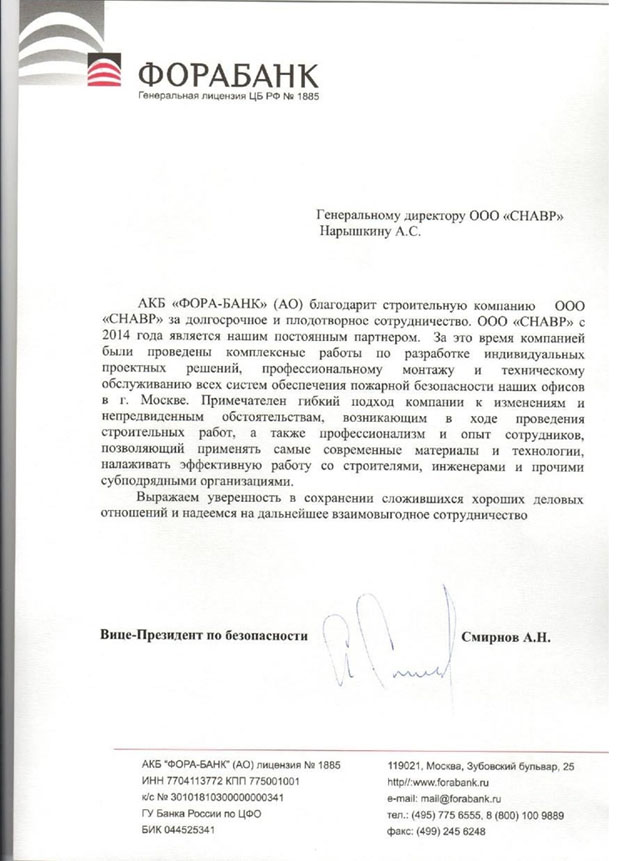 ФОРАБАНК
Генеральная лицензия ЦБ РФ № 1885
Генеральному директору ООО «СНАВР»
Нарышкину А.С.
АКБ «ФОРА-БАНК» (АО) благодарит строительную компанию ООО
«СНАВР» за долгосрочное и плодотворное сотрудничество. ООО «СНАВР» с
2014 года является нашим постоянным партнером. За это время компанией
были проведены комплексные работы по разработке индивидуальных
проектных решений, профессиональному монтажу и техническому
обслуживанию всех систем обеспечения пожарной безопасности наших офисов
в г. Москве. Примечателен гибкий подход компании к изменениям и
непредвиденным обстоятельствам, возникающим в ходе проведения
строительных работ, а также профессионализм и опыт сотрудников,
позволяющий применять самые современные материалы и технологии,
налаживать эффективную работу со строителями, инженерами и прочими
субподрядными организациями.
Выражаем уверенность в сохранении сложившихся хороших деловых
отношений и надеемся на дальнейшее взаимовыгодное сотрудничество
Вице-Президент по безопасности Смирнов А.Н.
АКБ "ФОРА-БАНК" (АО) лицензия № 1885
ИНН 7704113772 КПП 775001001
к/с № 30101810300000000341
ГУ Банка России по ЦФО
БИК 044525341
119021, Москва, Зубовский бульвар, 25
http//:www.forabank.ru
e-mail: mail@forabank.ru
тел.: (495) 775 6555, 8 (800) 100 9889
факс: (499) 245 6248